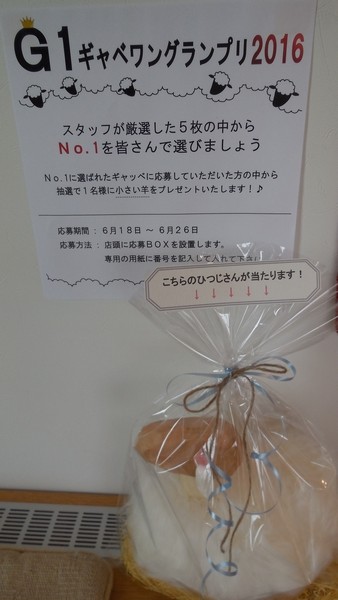 G1ギャベワングランプリ2016
スタッフが厳選した５枚の中から
No.1を皆さんで選びましょう
No.1に選ばれたギャッベに応募していただいた方の中から
抽選で１名様に小さい羊をプレゼントいたします！♪
応募期間：６月１８日～６月２６日
応募方法：店頭に応募BOXを設置します。
専用の用紙に番号を記入して入れて下さい
こちらのひつじさんが当たります！
↓↓↓↓↓